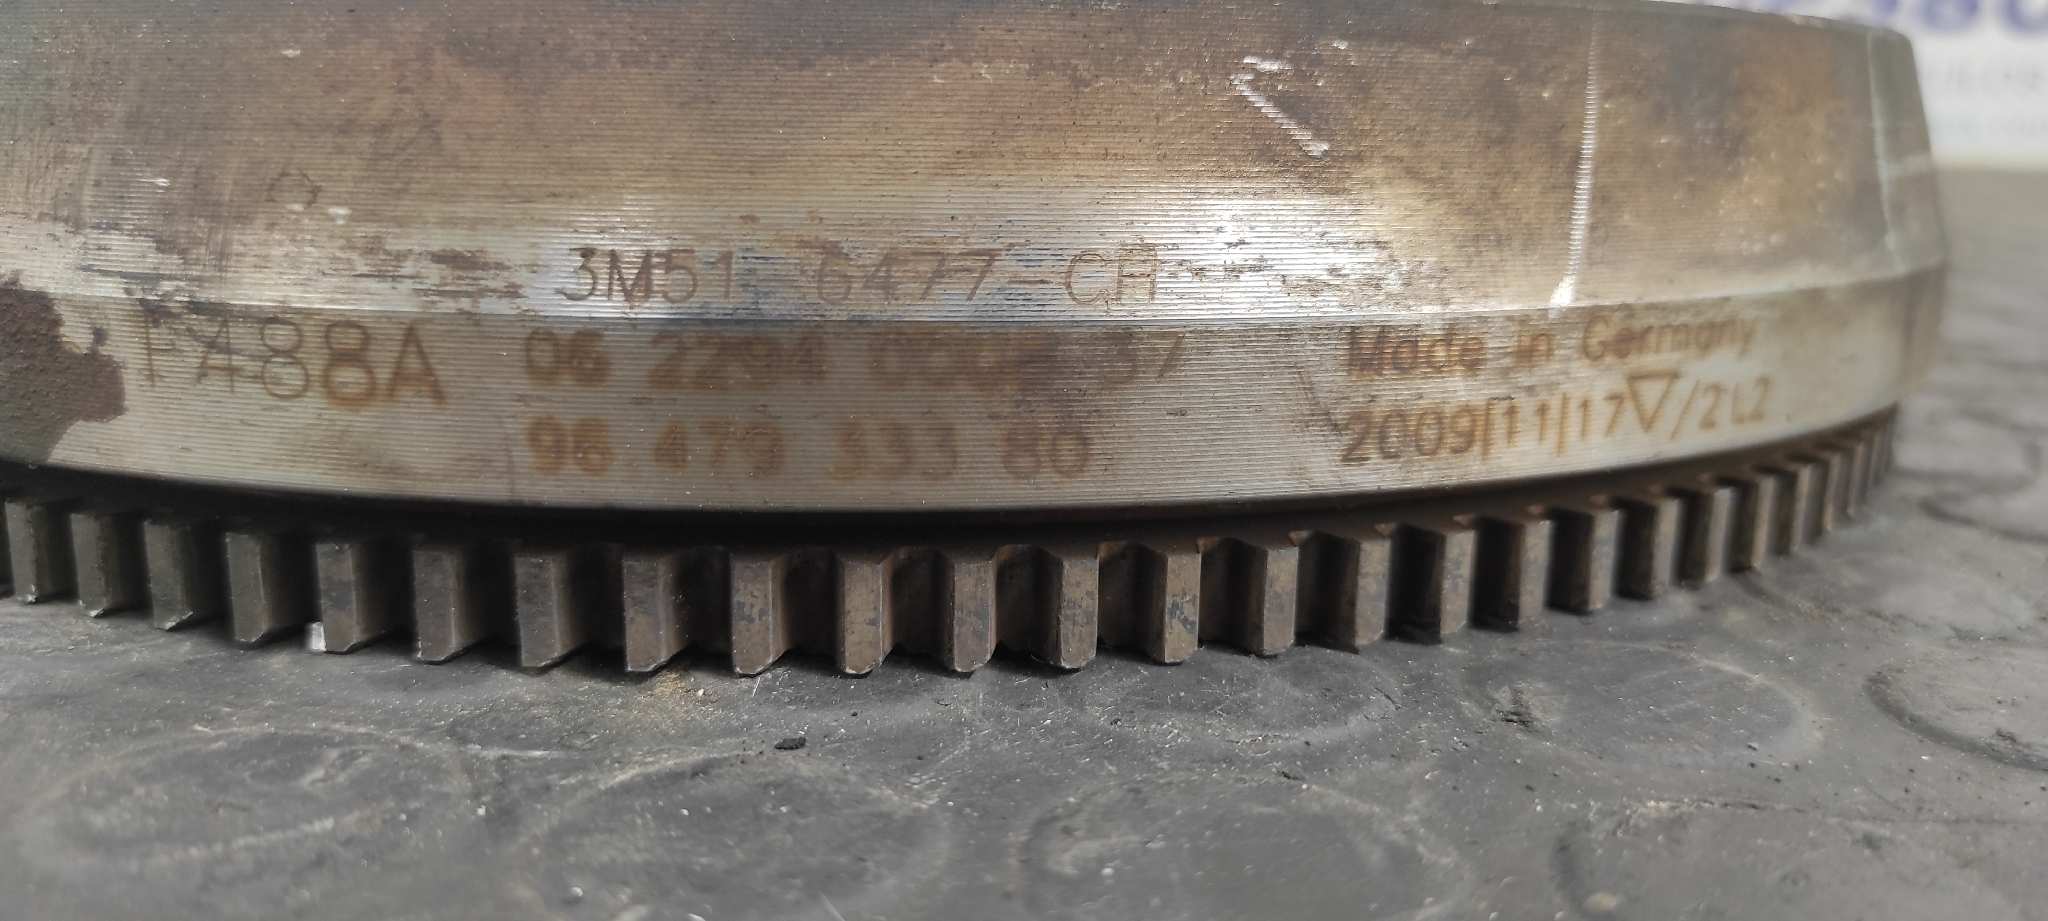 3M51 6477-CA
F488A 06 2294 37
96 479 333 80
Made in Germany
2009|11|17▽/2 L2